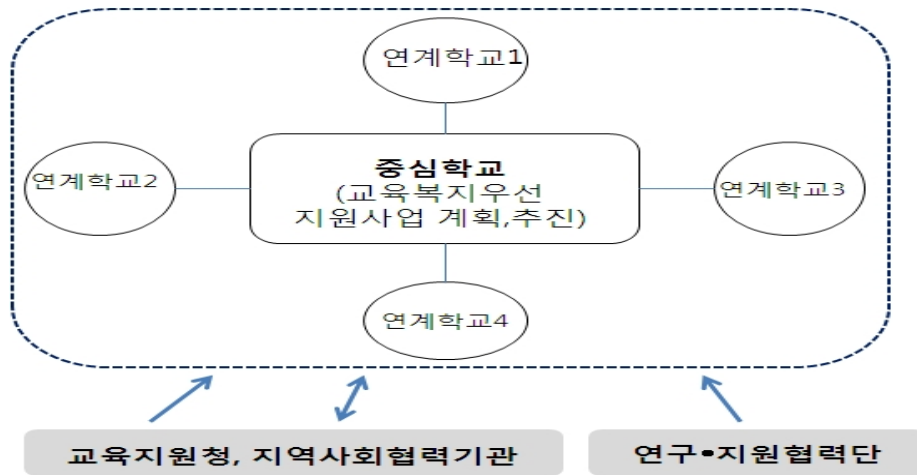 연계학교1
중심학교
(교육복지우선
지원사업 계획,추진)
연계학교2
연계학교3
연계학교4
교육지원청, 지역사회협력기관
연구•지원협력단